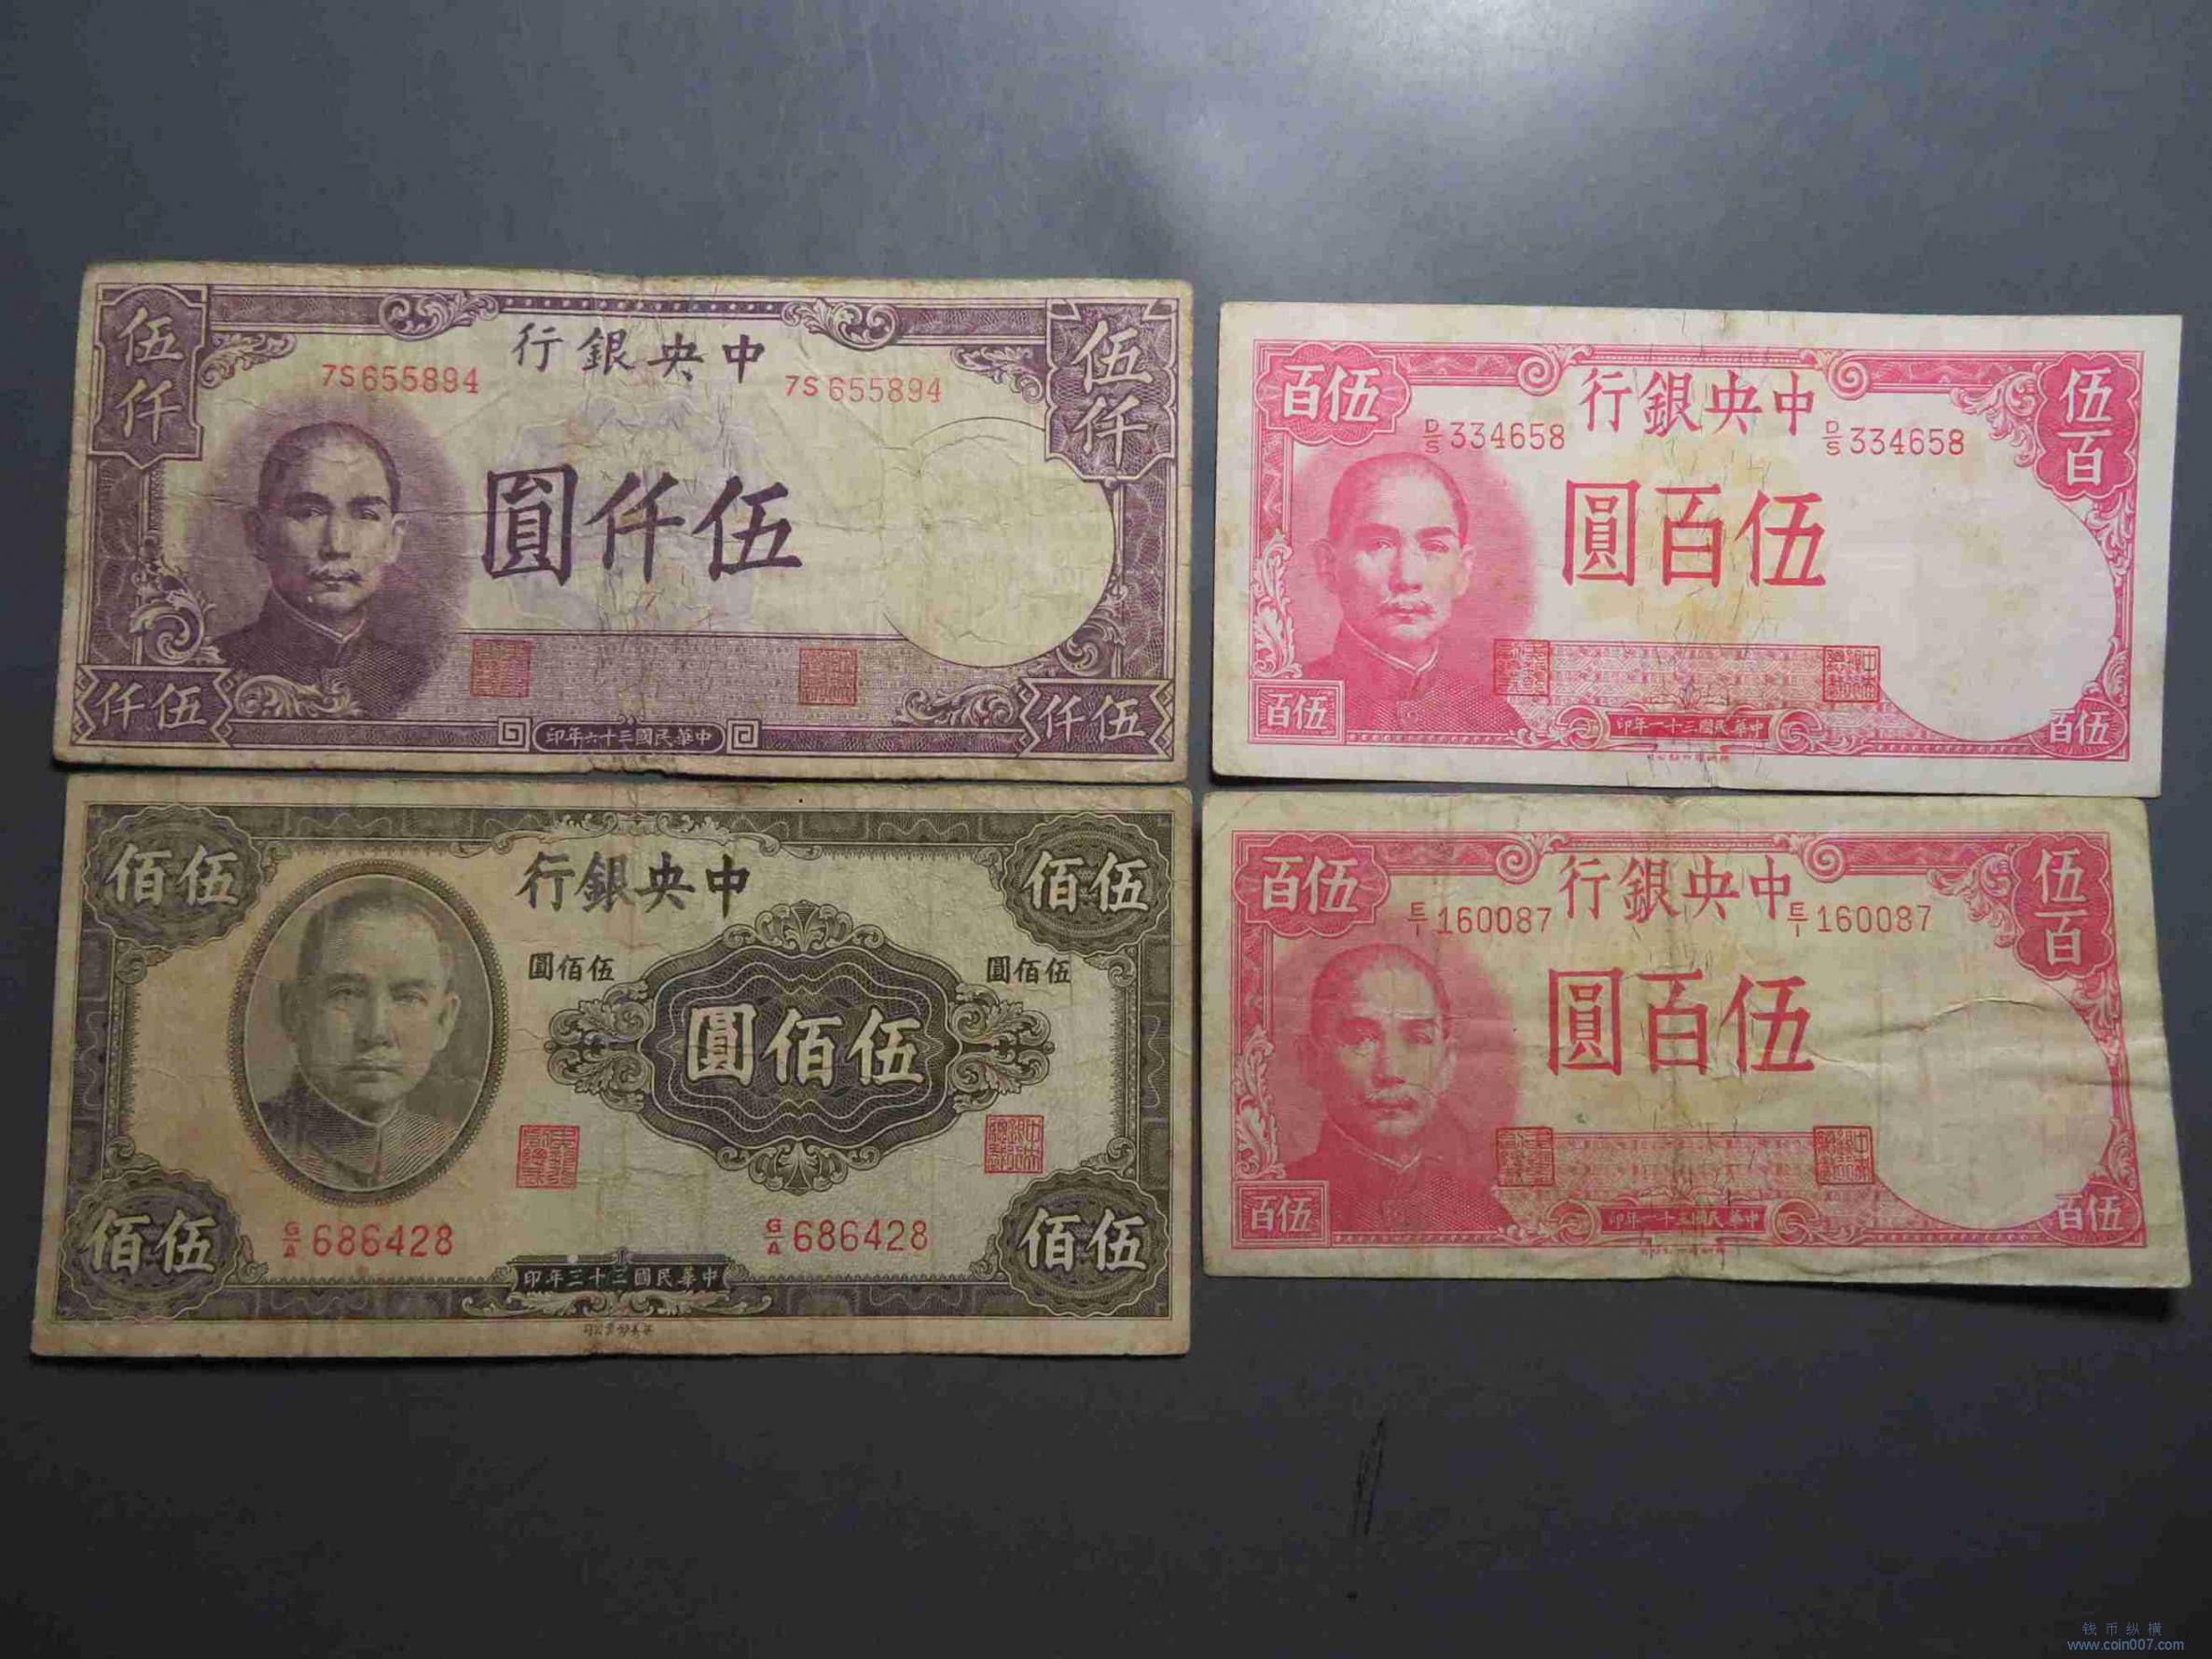 伍仟
中央銀行
伍仟
7S655894
7S655894
伍仟圓
伍仟
中華民國三十六年印
伍仟
伍百
中央銀行
伍百
D/S 334658
D/S 334658
伍百圓
伍百
中華民國三十一年印
伍百
伍佰
中央銀行
伍佰
伍佰圓
伍佰圓
伍佰圓
G/A 686428
G/A 686428
伍佰
中華民國三十三年印
伍佰
伍百
中央銀行
伍百
E/I 160087
E/I 160087
伍百圓
伍百
中華民國三十一年印
伍百
钱币纵横
www.coin007.com